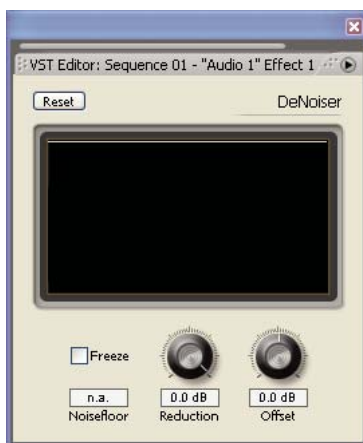 VST Editor: Sequence 01 - "Audio 1" Effect 1
Reset
DeNoiser
Freeze
n.a.
0.0 dB
0.0 dB
Noisefloor
Reduction
Offset